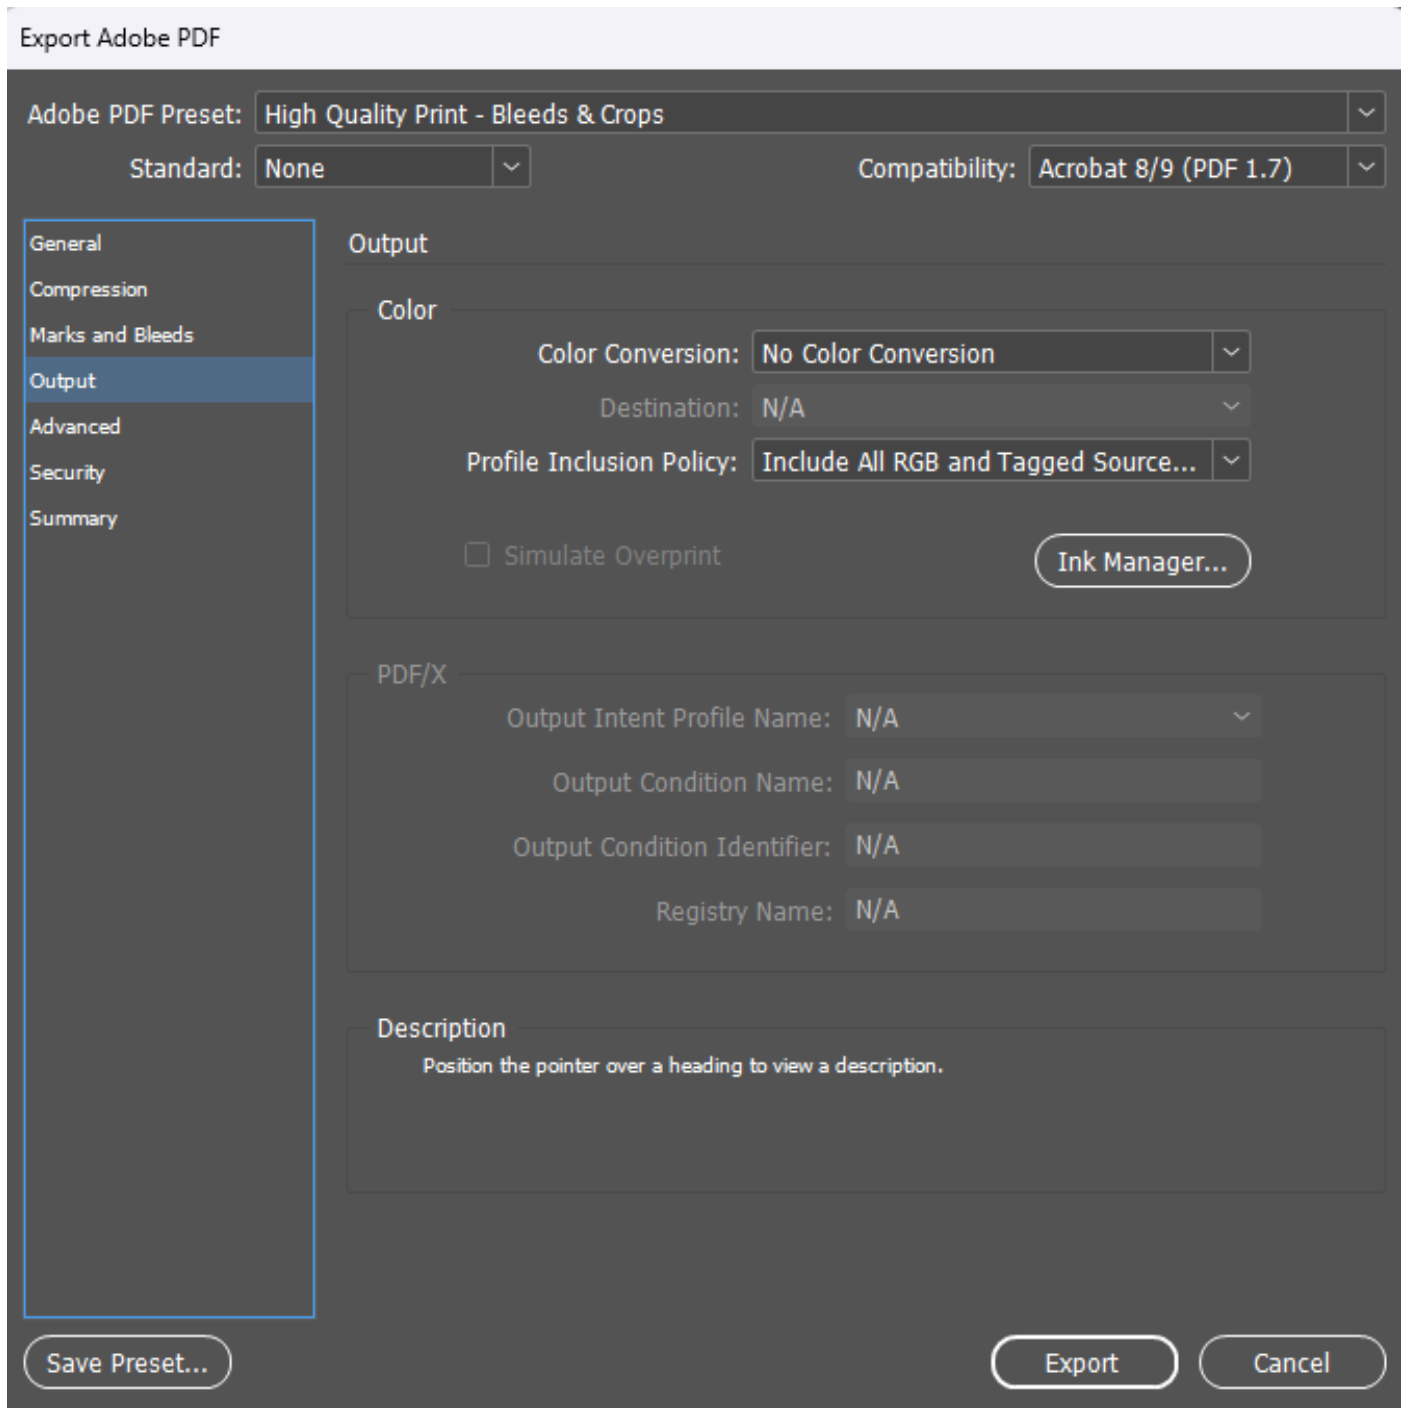 Export Adobe PDF
Adobe PDF Preset: High Quality Print - Bleeds & Crops
Standard: None Compatibility: Acrobat 8/9 (PDF 1.7)
General
Compression
Marks and Bleeds
Output
Advanced
Security
Summary
Output
Color
Color Conversion: No Color Conversion
Destination: N/A
Profile Inclusion Policy: Include All RGB and Tagged Source...
Simulate Overprint Ink Manager...
PDF/X
Output Intent Profile Name: N/A
Output Condition Name: N/A
Output Condition Identifier: N/A
Registry Name: N/A
Description
Position the pointer over a heading to view a description.
Save Preset... Export Cancel